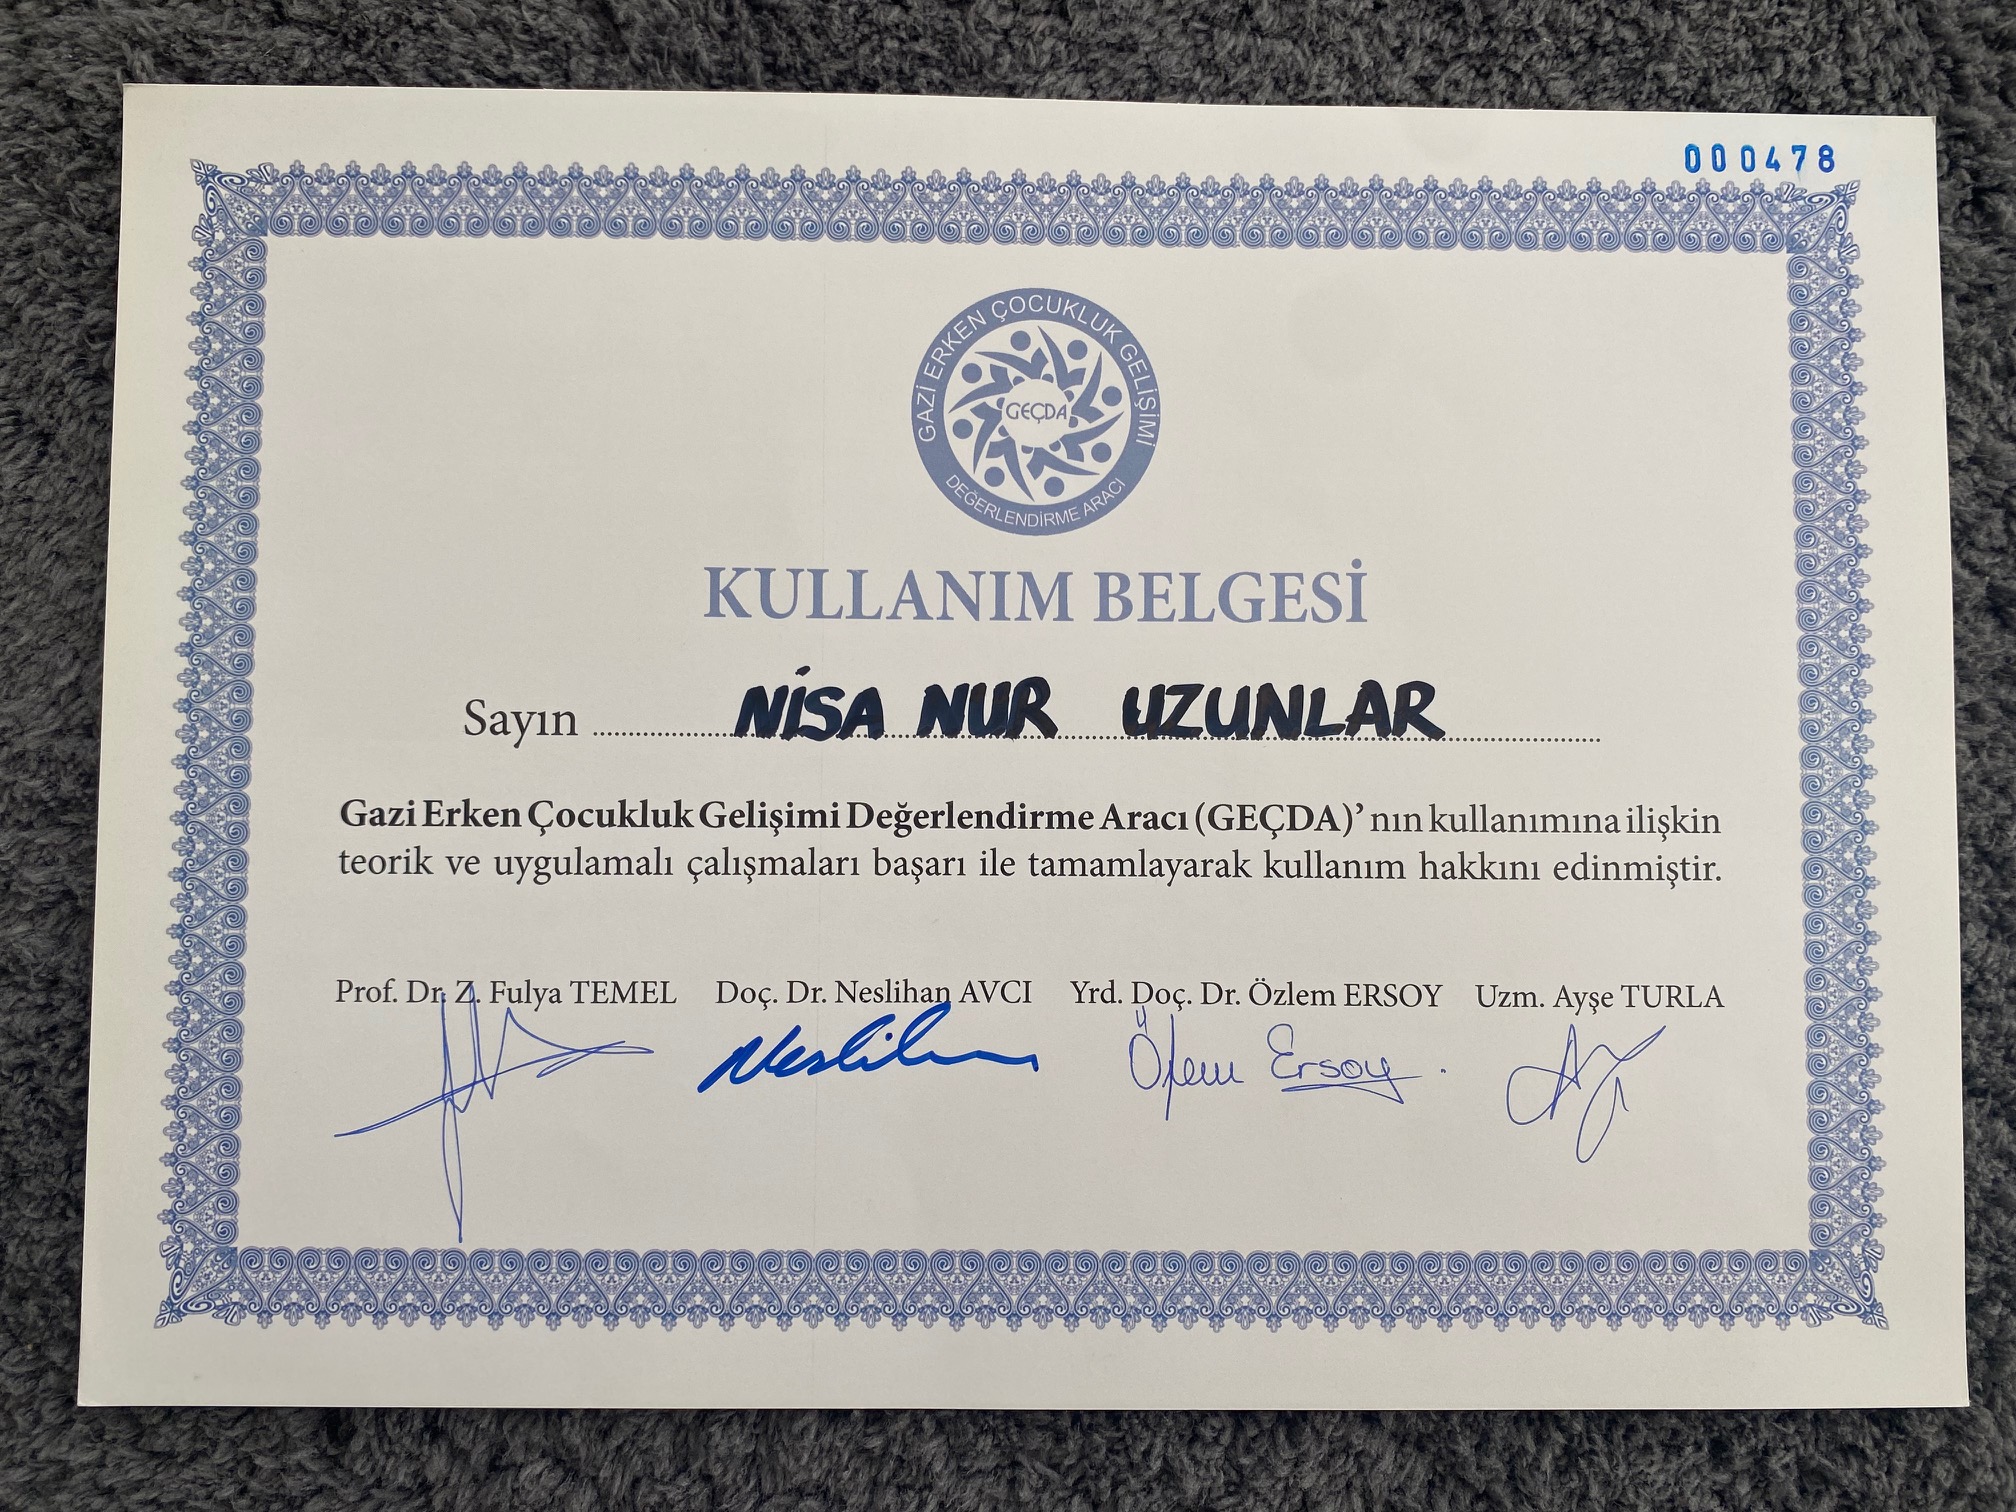 000478
GAZİ ERKEN ÇOCUKLUK GELİŞİMİ
GEÇDA
DEĞERLENDİRME ARACI
KULLANIM BELGESİ
Sayın NİSA NUR UZUNLAR
Gazi Erken Çocukluk Gelişimi Değerlendirme Aracı (GEÇDA)’nın kullanımına ilişkin
teorik ve uygulamalı çalışmaları başarı ile tamamlayarak kullanım hakkını edinmiştir.
Prof. Dr. Z. Fulya TEMEL Doç. Dr. Neslihan AVCI Yrd. Doç. Dr. Özlem ERSOY Uzm. Ayşe TURLA
Neslihan Özlem Ersoy